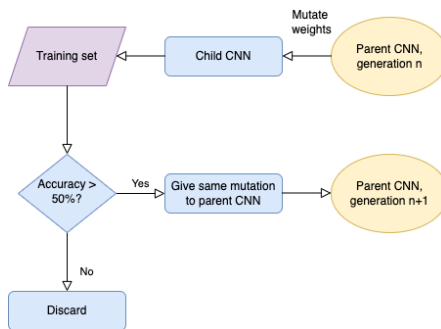 Mutate
weights
Training set
Child CNN
Parent CNN,
generation n
Accuracy >
50%?
Yes
Give same mutation
to parent CNN
Parent CNN,
generation n+1
No
Discard